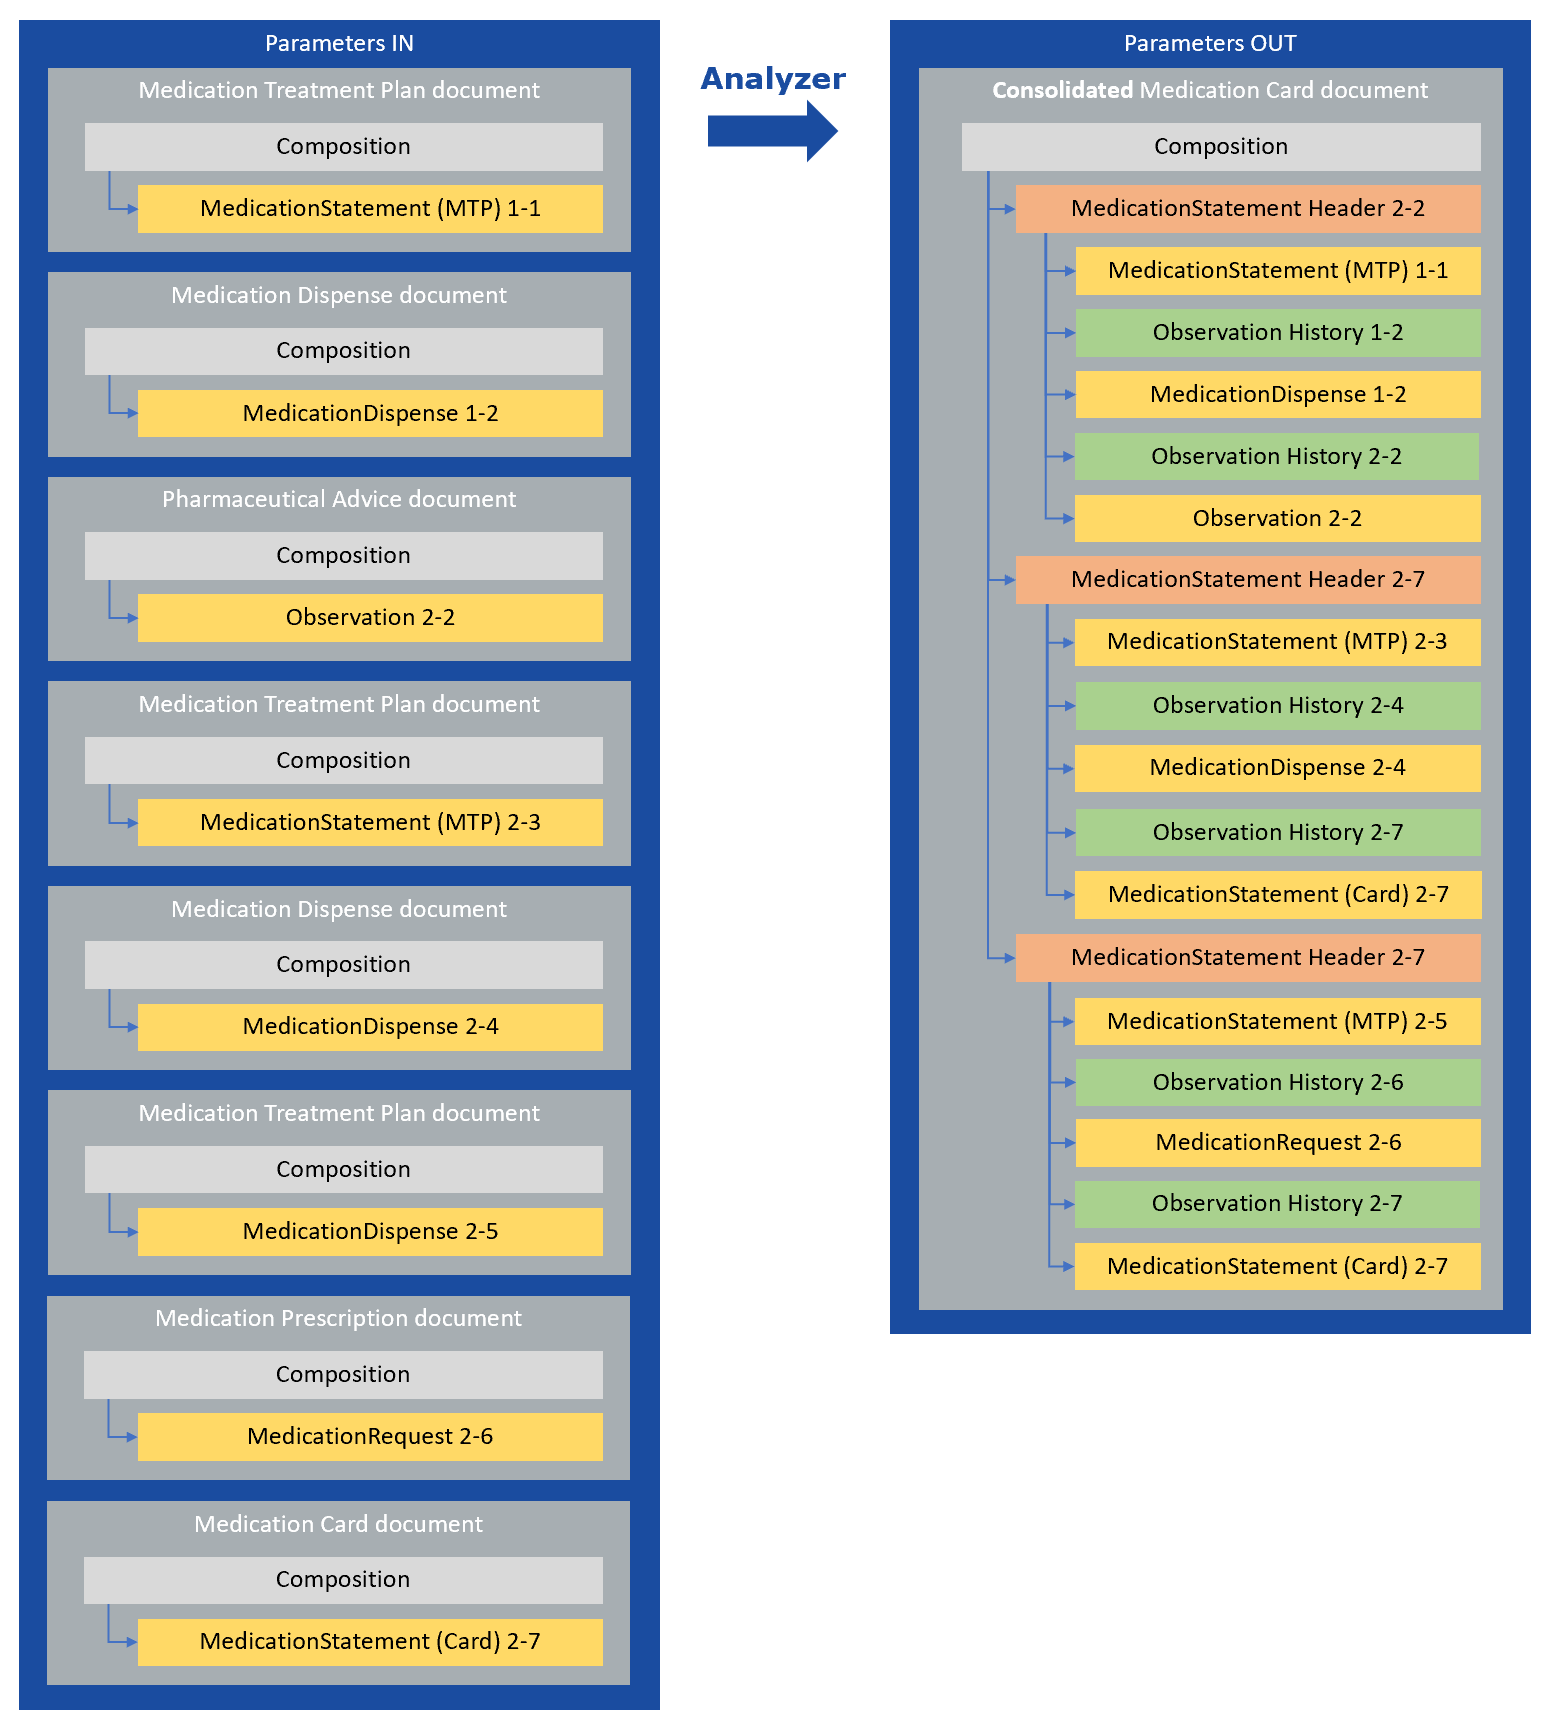 Parameters IN
Medication Treatment Plan document
Composition
MedicationStatement (MTP) 1-1
Medication Dispense document
Composition
MedicationDispense 1-2
Pharmaceutical Advice document
Composition
Observation 2-2
Medication Treatment Plan document
Composition
MedicationStatement (MTP) 2-3
Medication Dispense document
Composition
MedicationDispense 2-4
Medication Treatment Plan document
Composition
MedicationDispense 2-5
Medication Prescription document
Composition
MedicationRequest 2-6
Medication Card document
Composition
MedicationStatement (Card) 2-7
Analyzer
Parameters OUT
Consolidated Medication Card document
Composition
MedicationStatement Header 2-2
MedicationStatement (MTP) 1-1
Observation History 1-2
MedicationDispense 1-2
Observation History 2-2
Observation 2-2
MedicationStatement Header 2-7
MedicationStatement (MTP) 2-3
Observation History 2-4
MedicationDispense 2-4
Observation History 2-7
MedicationStatement (Card) 2-7
MedicationStatement Header 2-7
MedicationStatement (MTP) 2-5
Observation History 2-6
MedicationRequest 2-6
Observation History 2-7
MedicationStatement (Card) 2-7